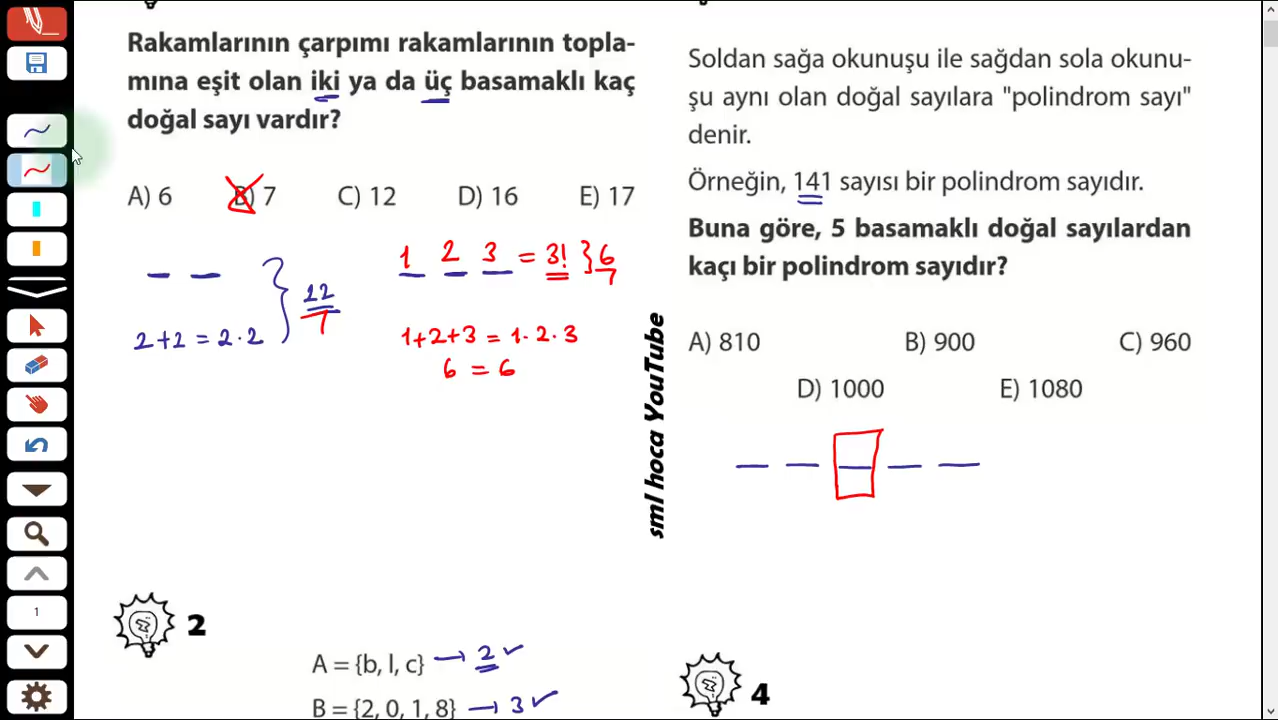 Rakamlarının çarpımı rakamlarının topla-
mına eşit olan iki ya da üç basamaklı kaç
doğal sayı vardır?
A) 6 B) 7 C) 12 D) 16 E) 17
1 2 3 = 3! } 6
7
22
7
2+2 = 2·2
1+2+3 = 1·2·3
6 = 6
2
A = {b, l, c} → 2 ✓
B = {2, 0, 1, 8} → 3 ✓
sml hoca YouTube
Soldan sağa okunuşu ile sağdan sola okunu-
şu aynı olan doğal sayılara "polindrom sayı"
denir.
Örneğin, 141 sayısı bir polindrom sayıdır.
Buna göre, 5 basamaklı doğal sayılardan
kaçı bir polindrom sayıdır?
A) 810 B) 900 C) 960
D) 1000 E) 1080
4
1